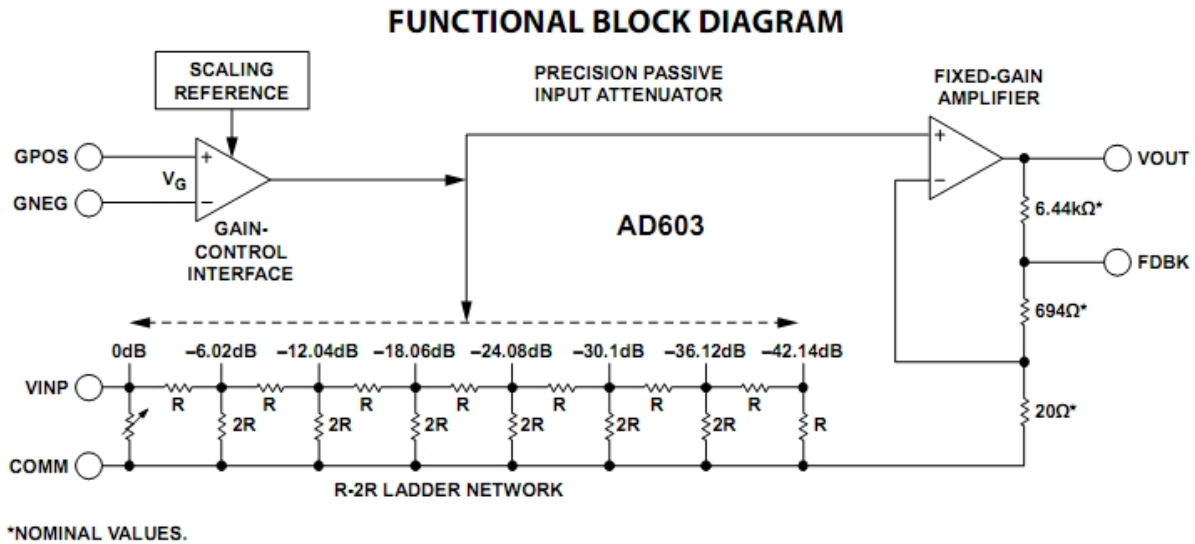 FUNCTIONAL BLOCK DIAGRAM
SCALING
REFERENCE
PRECISION PASSIVE
INPUT ATTENUATOR
FIXED-GAIN
AMPLIFIER
GPOS
+
VG
GNEG
−
GAIN-
CONTROL
INTERFACE
AD603
+
−
VOUT
6.44kΩ*
FDBK
694Ω*
20Ω*
0dB −6.02dB −12.04dB −18.06dB −24.08dB −30.1dB −36.12dB −42.14dB
VINP
R R R R R R R
2R 2R 2R 2R 2R 2R R
COMM
R-2R LADDER NETWORK
*NOMINAL VALUES.